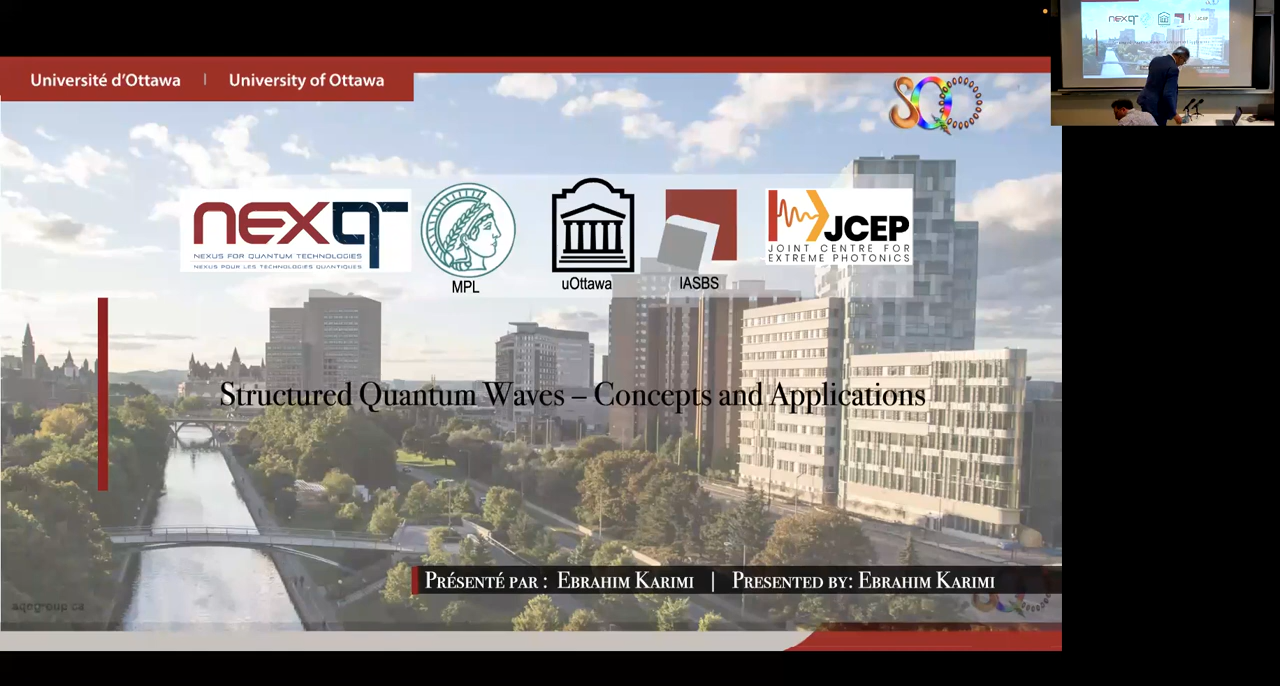 Université d'Ottawa | University of Ottawa
SQO
nexq
NEXUS FOR QUANTUM TECHNOLOGIES
NEXUS POUR LES TECHNOLOGIES QUANTIQUES
MPL
uOttawa
IASBS
JCEP
JOINT CENTRE FOR
EXTREME PHOTONICS
Structured Quantum Waves – Concepts and Applications
PRÉSENTÉ PAR : EBRAHIM KARIMI | PRESENTED BY: EBRAHIM KARIMI
sqogroup.ca